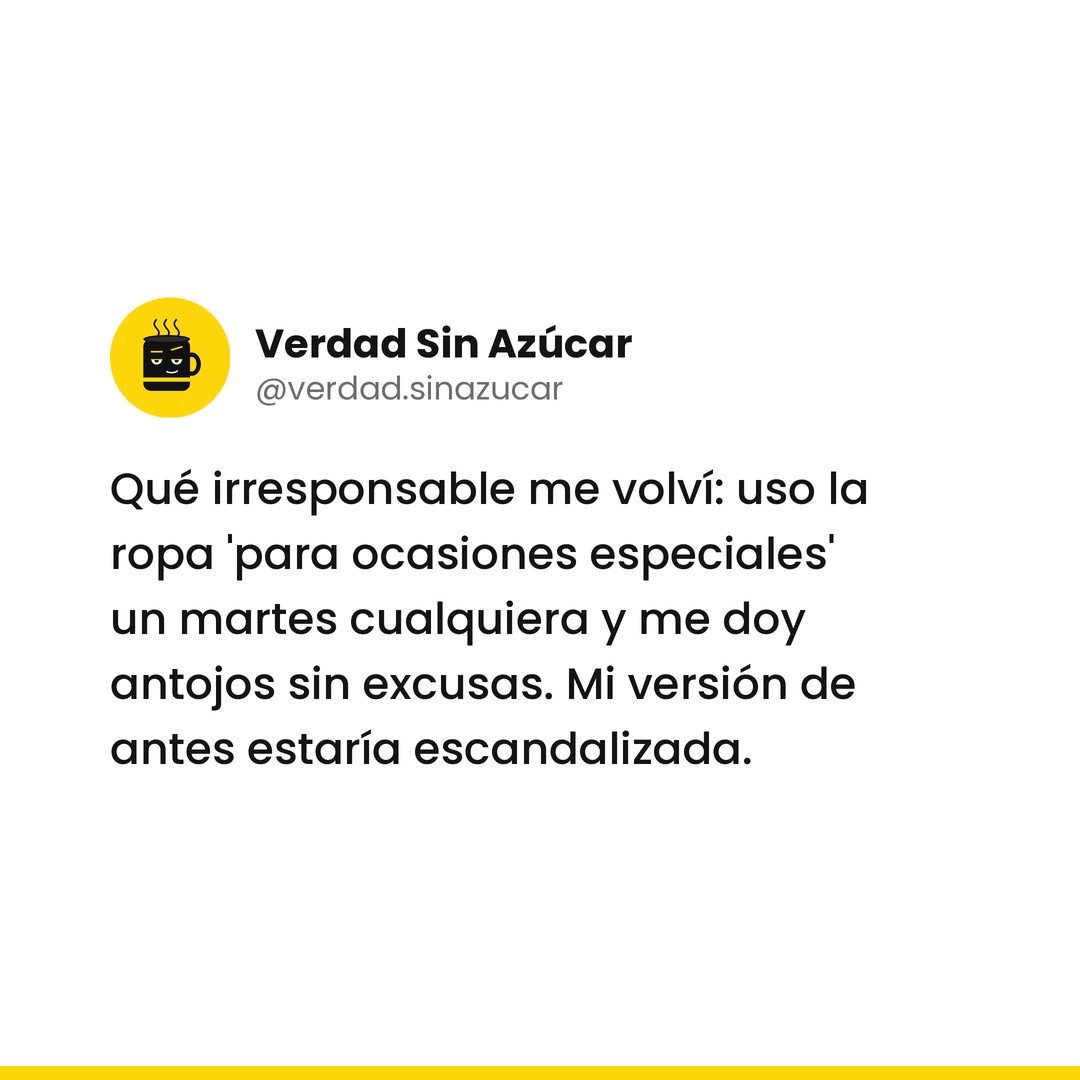 Verdad Sin Azúcar
@verdad.sinazucar
Qué irresponsable me volví: uso la
ropa 'para ocasiones especiales'
un martes cualquiera y me doy
antojos sin excusas. Mi versión de
antes estaría escandalizada.